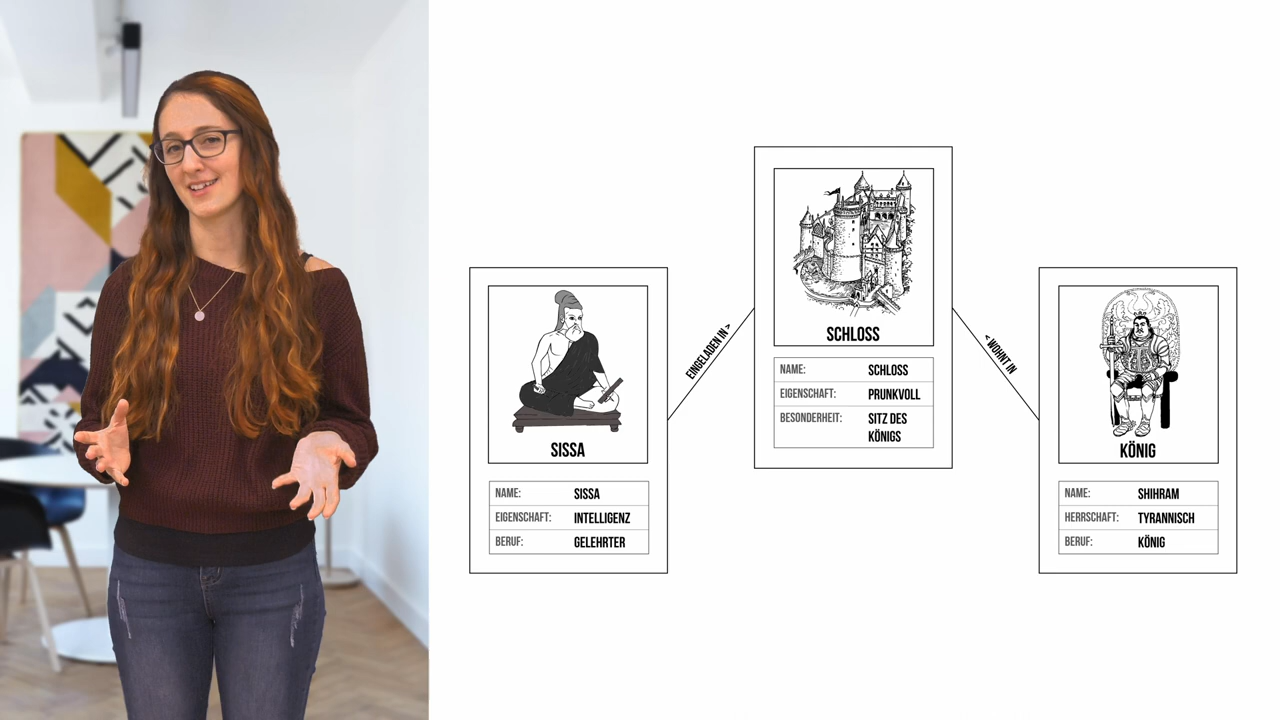 SISSA
NAME: SISSA
EIGENSCHAFT: INTELLIGENZ
BERUF: GELEHRTER
EINGELADEN IN >
SCHLOSS
NAME: SCHLOSS
EIGENSCHAFT: PRUNKVOLL
BESONDERHEIT: SITZ DES
KÖNIGS
< WOHNT IN
KÖNIG
NAME: SHIHRAM
HERRSCHAFT: TYRANNISCH
BERUF: KÖNIG